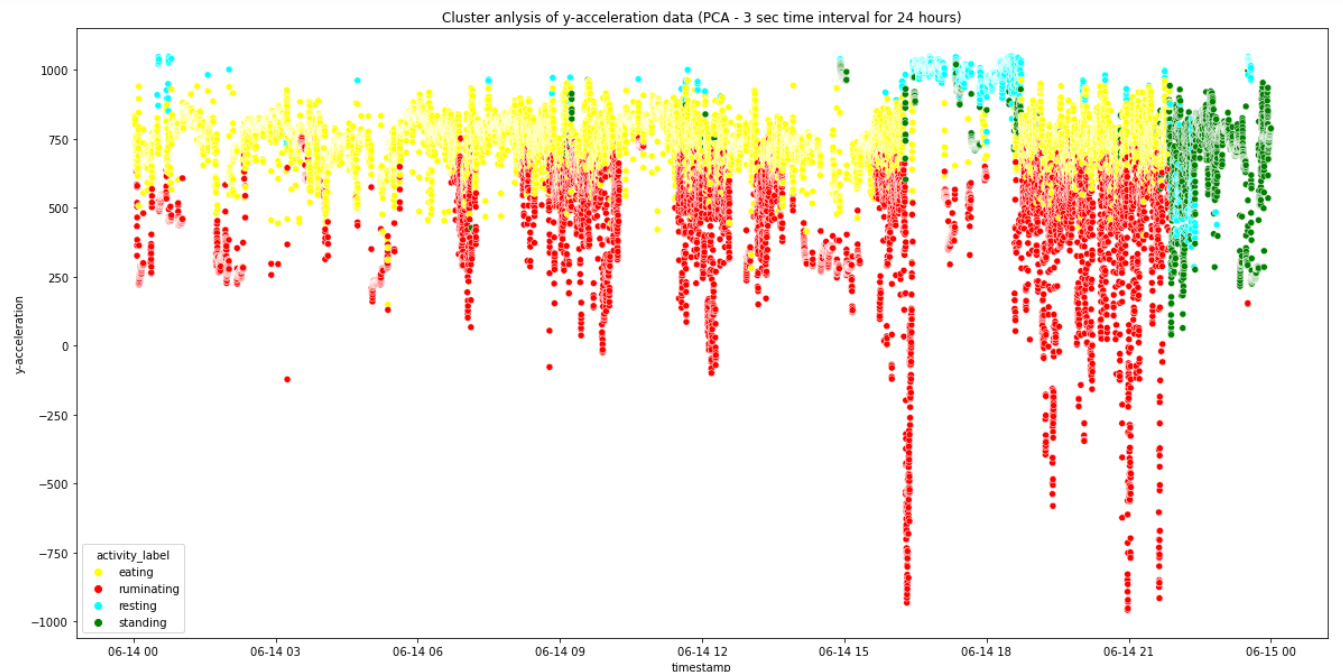 Cluster anlysis of y-acceleration data (PCA - 3 sec time interval for 24 hours)
1000
750
500
250
0
−250
−500
−750
−1000
y-accleration
activity_label
eating
ruminating
resting
standing
06-14 00 06-14 03 06-14 06 06-14 09 06-14 12 06-14 15 06-14 18 06-14 21 06-15 00
timestamp